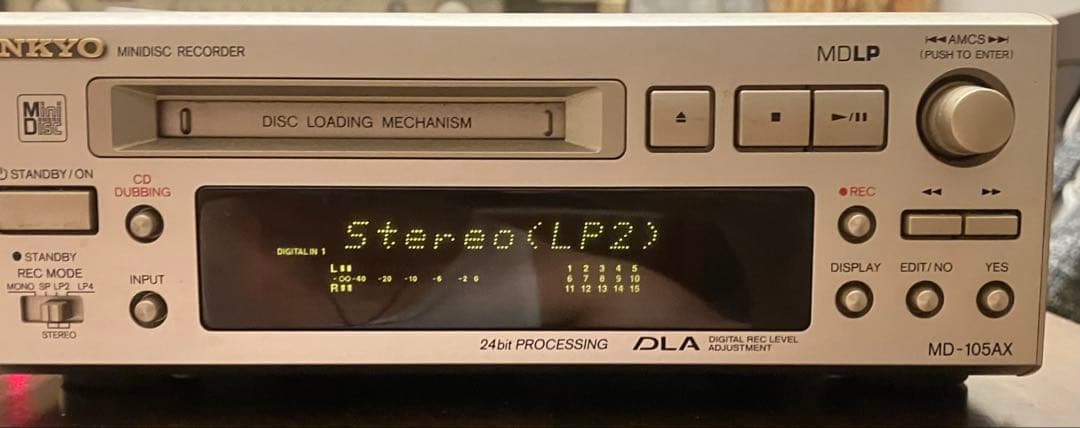 NKYO MINIDISC RECORDER
MDLP
AMCS
(PUSH TO ENTER)
Mini
Disc
DISC LOADING MECHANISM
STANDBY/ON
CD
DUBBING
REC
Stereo(LP2)
DIGITAL IN 1
L
-∞ -40 -20 -10 -6 -2 0
R
1 2 3 4 5
6 7 8 9 10
11 12 13 14 15
STANDBY
REC MODE
MONO SP LP2 LP4
STEREO
INPUT
DISPLAY EDIT/NO YES
24bit PROCESSING
DLA DIGITAL REC LEVEL
ADJUSTMENT
MD-105AX